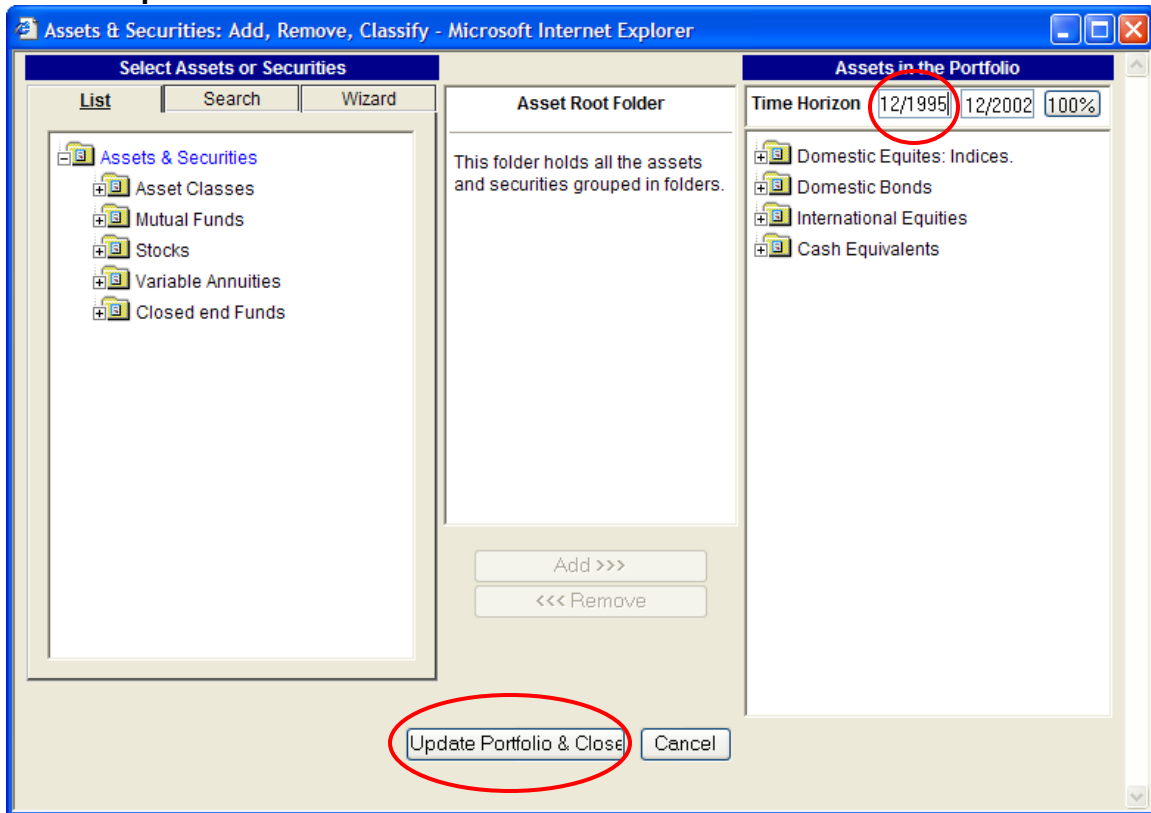 Assets & Securities: Add, Remove, Classify - Microsoft Internet Explorer
Select Assets or Securities
List Search Wizard
Assets & Securities
Asset Classes
Mutual Funds
Stocks
Variable Annuities
Closed end Funds
Asset Root Folder
This folder holds all the assets
and securities grouped in folders.
Add >>>
<<< Remove
Assets in the Portfolio
Time Horizon 12/1995 12/2002 100%
Domestic Equites: Indices.
Domestic Bonds
International Equities
Cash Equivalents
Update Portfolio & Close Cancel